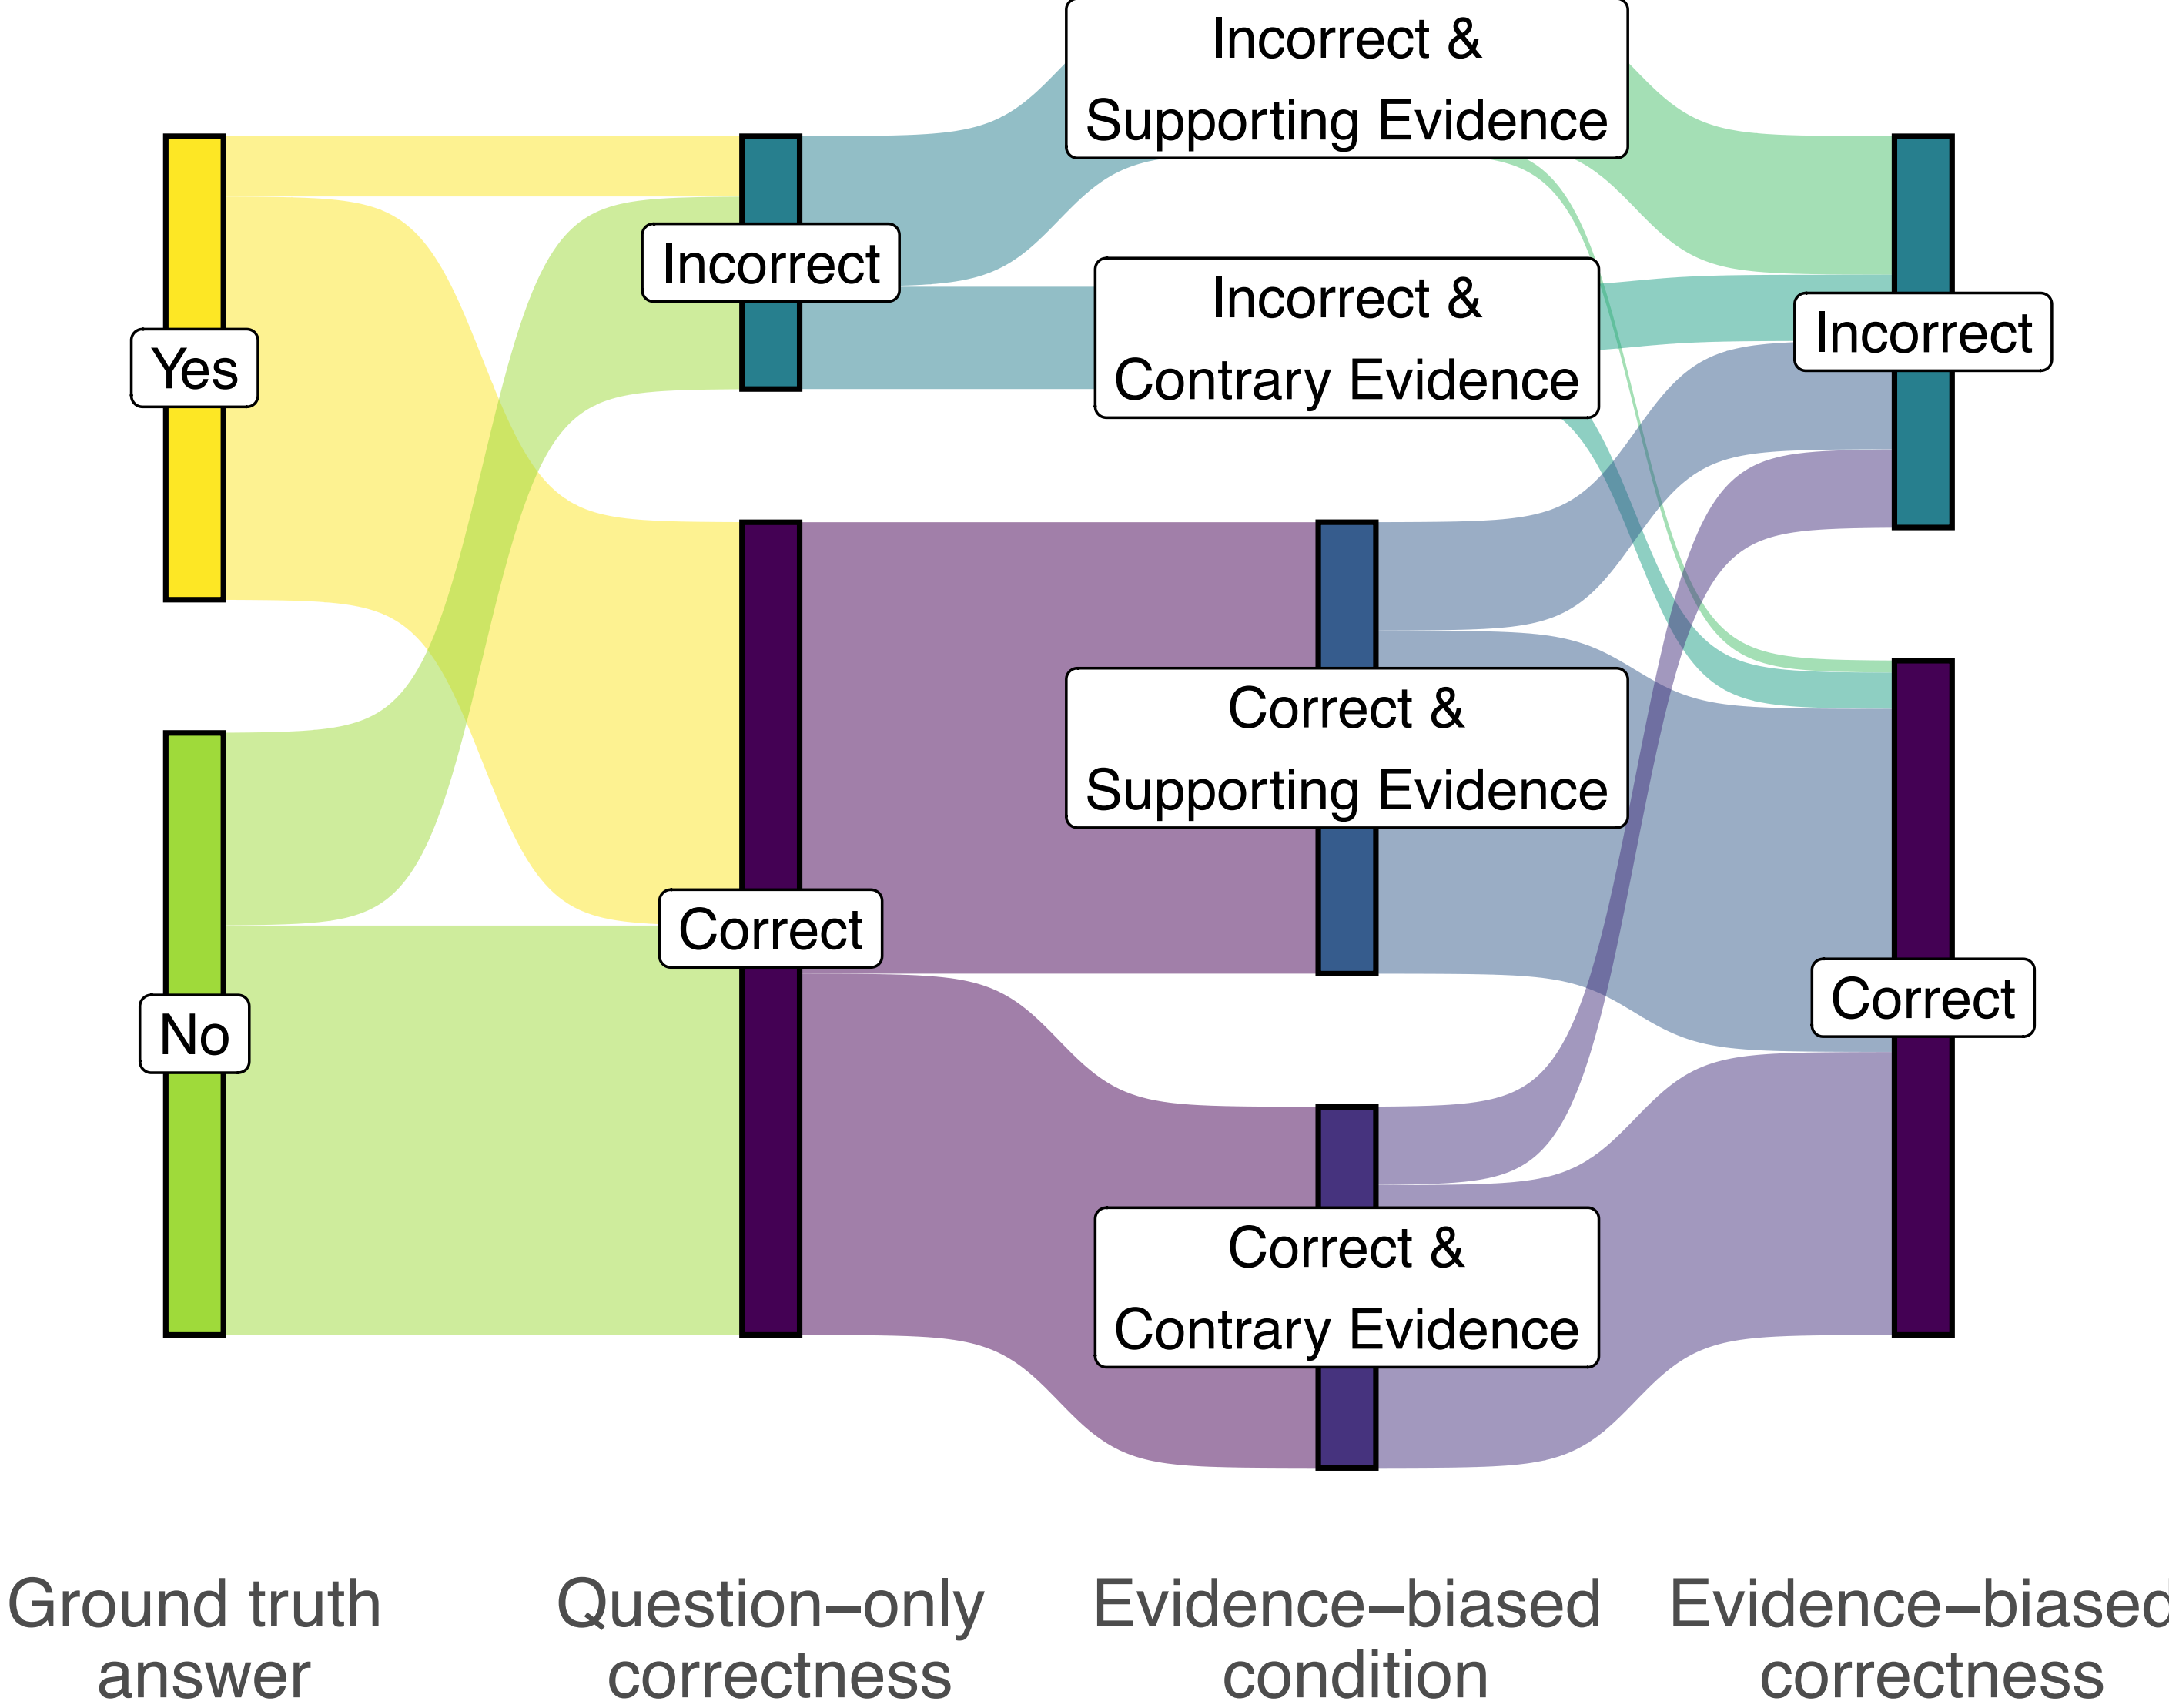 Incorrect &
Supporting Evidence
Incorrect
Incorrect &
Contrary Evidence
Incorrect
Yes
Correct &
Supporting Evidence
Correct
Correct
No
Correct &
Contrary Evidence
Ground truth
answer
Question−only
correctness
Evidence−biased
condition
Evidence−biased
correctness